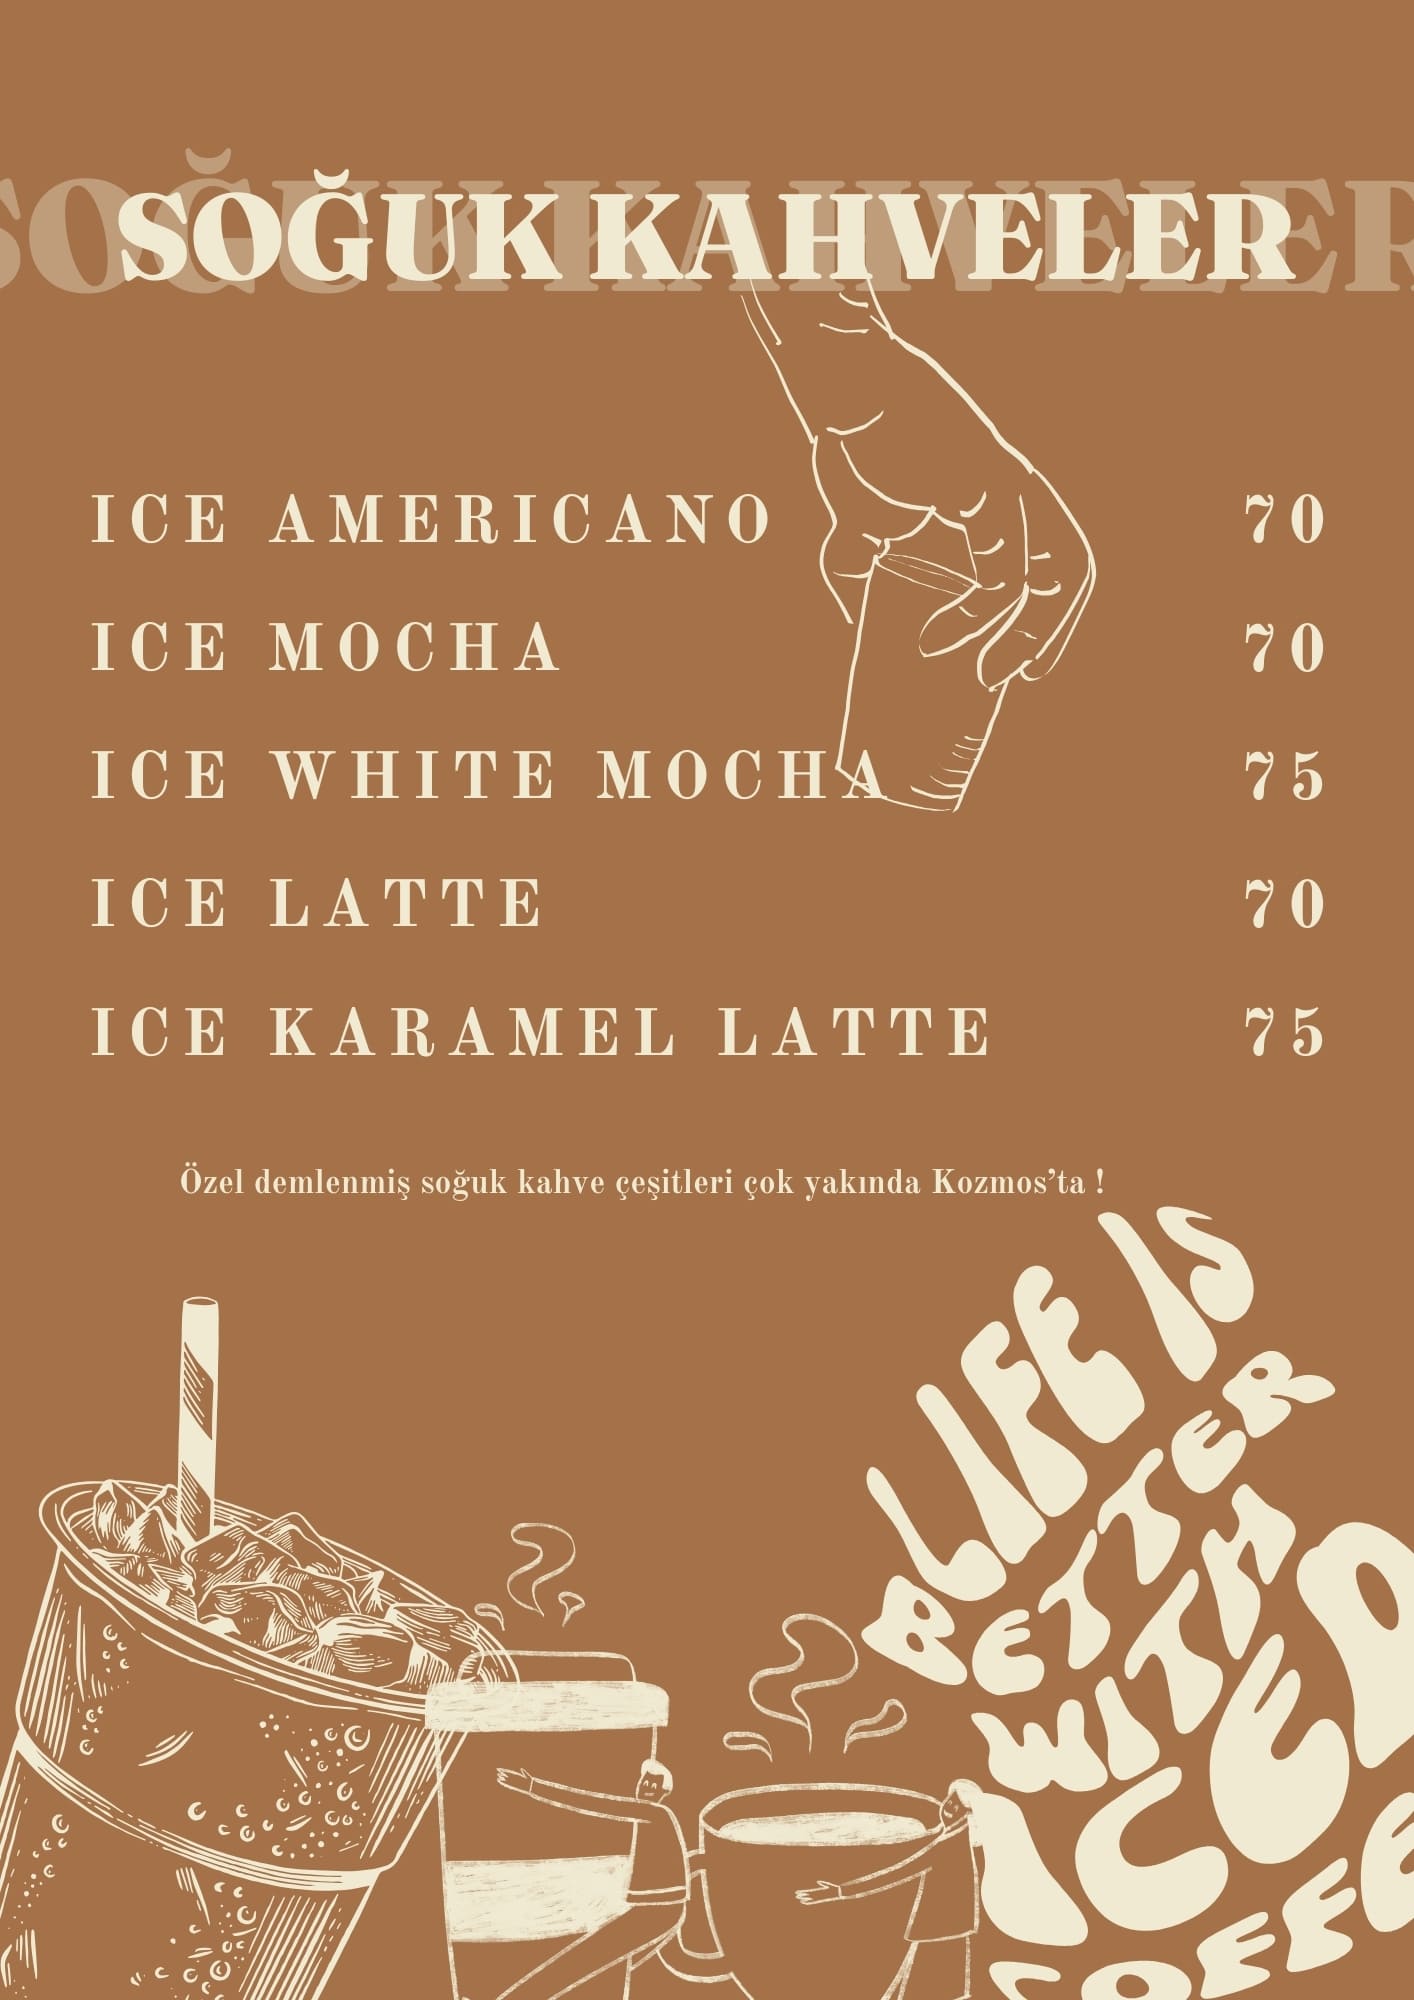 SOĞUK KAHVELER
ICE AMERICANO 70
ICE MOCHA 70
ICE WHITE MOCHA 75
ICE LATTE 70
ICE KARAMEL LATTE 75
Özel demlenmiş soğuk kahve çeşitleri çok yakında Kozmos’ta !
LIFE IS
BETTER
WITH
ICED
COFFEE